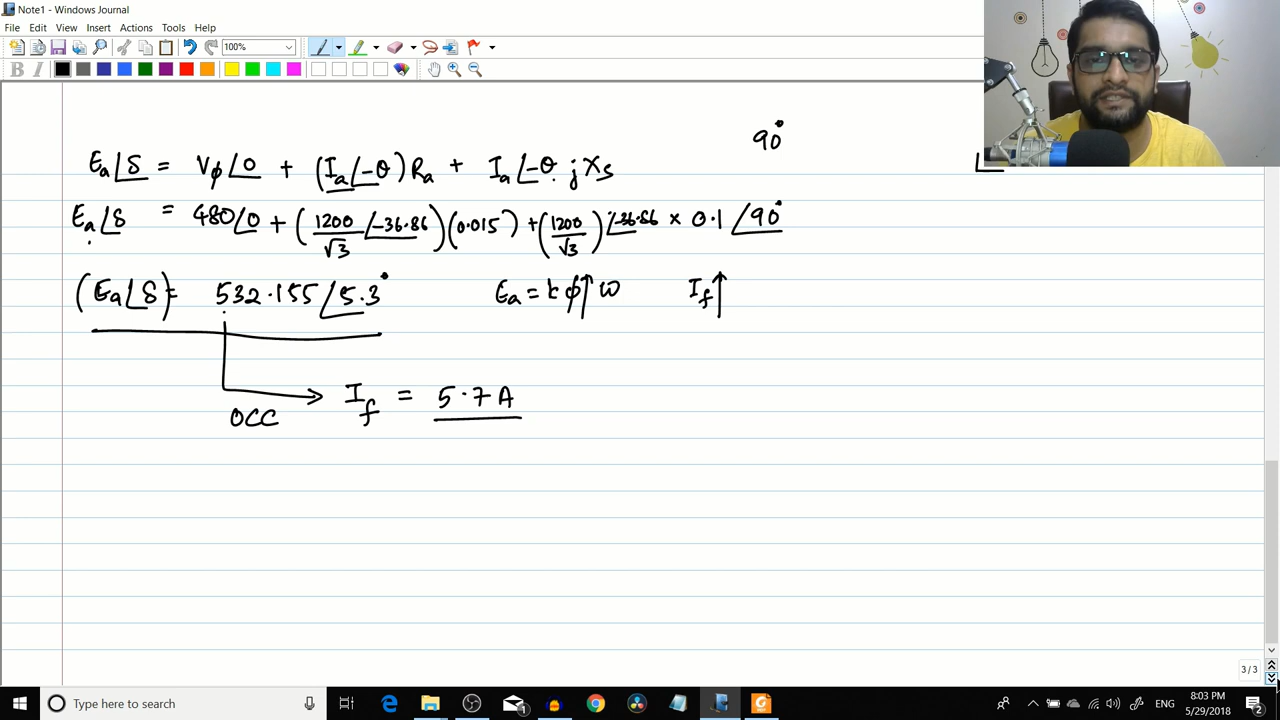 Note1 - Windows Journal
File Edit View Insert Actions Tools Help
100%
B I
90°
Ea∠δ = Vφ∠0 + (Ia∠-θ)Ra + Ia∠-θ. jXs
Ea∠δ = 480∠0 + (1200/√3 ∠-36.86)(0.015) + (1200/√3)∠-36.86 × 0.1∠90°
(Ea∠δ) = 532.155∠5.3°
Ea = kφ↑ω
If↑
OCC
If = 5.7A
3/3
Type here to search
1
ENG
8:03 PM
5/29/2018
2